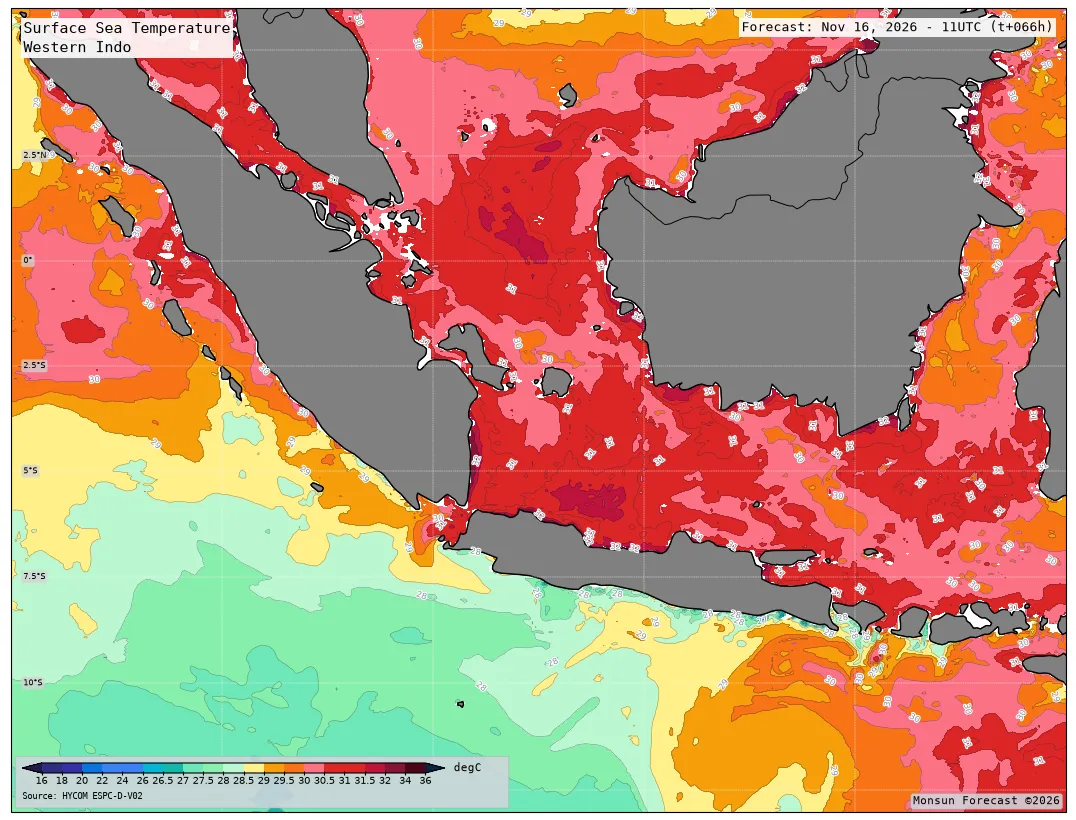 Surface Sea Temperature
Western Indo
Forecast: Nov 16, 2026 - 11UTC (t+066h)
2.5°N
0°
2.5°S
5°S
7.5°S
10°S
degC
16 18 20 22 24 26 26.5 27 27.5 28 28.5 29 29.5 30 30.5 31 31.5 32 34 36
Source: HYCOM ESPC-D-V02
Monsun Forecast ©2026